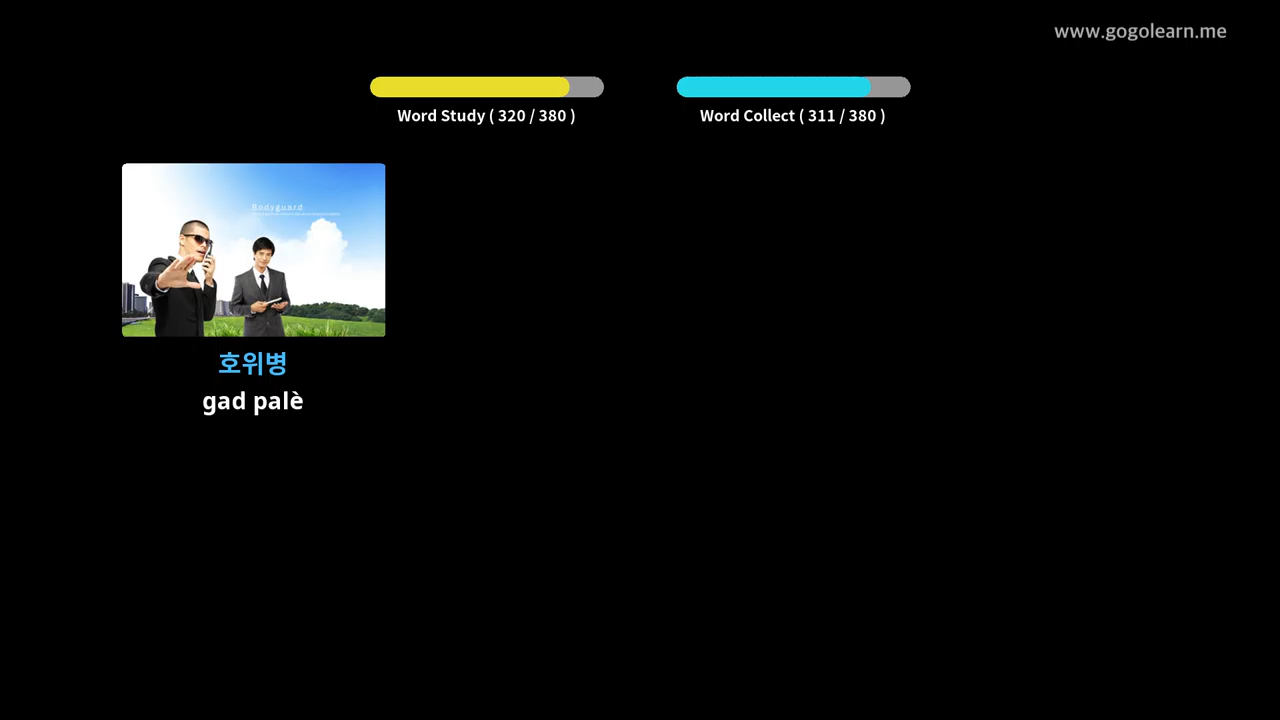 www.gogolearn.me
Word Study ( 320 / 380 )
Word Collect ( 311 / 380 )
Bodyguard
호위병
gad palè